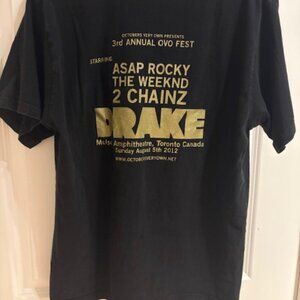 OCTOBERS VERY OWN PRESENTS
3rd ANNUAL OVO FEST
STARRING
ASAP ROCKY
THE WEEKND
2 CHAINZ
DRAKE
Molson Amphitheatre, Toronto Canada
Sunday August 5th 2012
WWW.OCTOBERSVERYOWN.NET